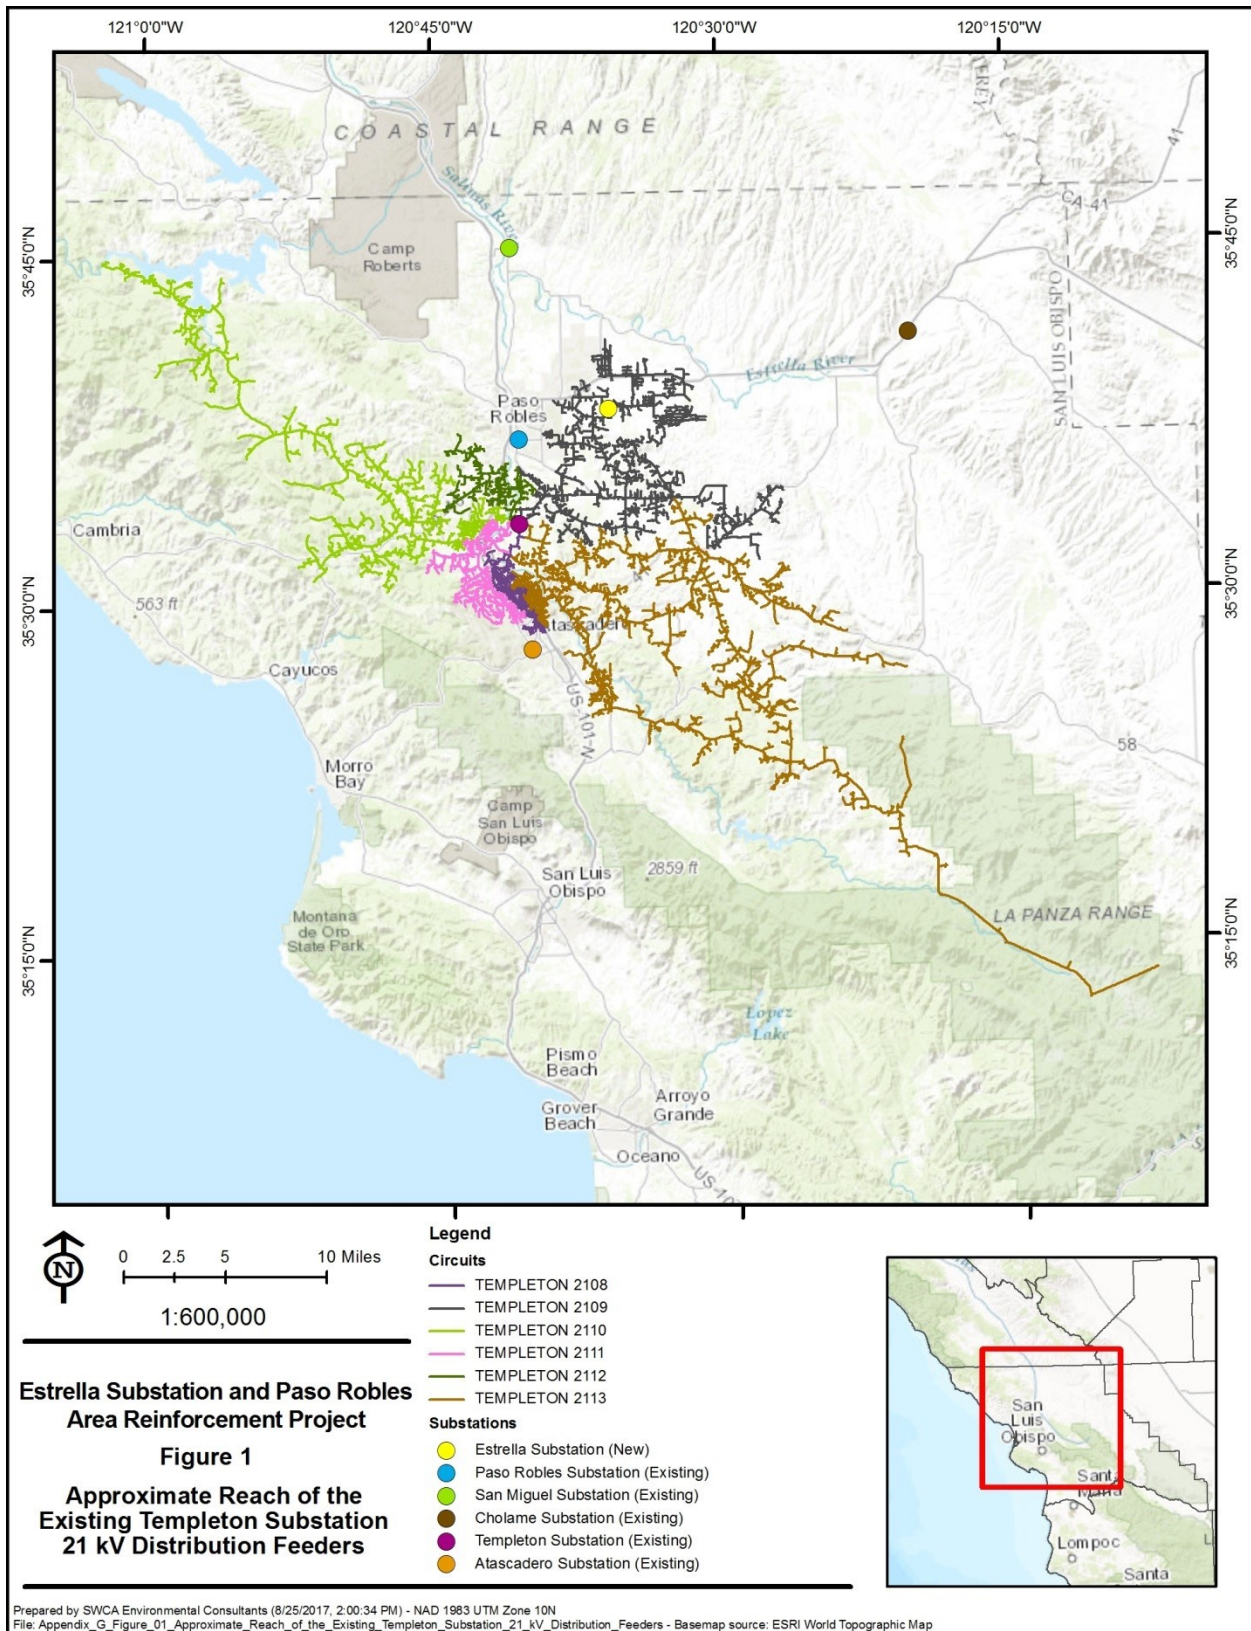 121°0'0"W 120°45'0"W 120°30'0"W 120°15'0"W
COASTAL RANGE
Salinas River
41
CA-41
Camp
Roberts
35°45'0"N
35°45'0"N
SAN LUIS OBISPO
Estrella River
Paso
Robles
Cambria
563 ft
35°30'0"N
35°30'0"N
Cayucos
US-101 N
58
Morro
Bay
Camp
San Luis
Obispo
2859 ft
San Luis
Obispo
LA PANZA RANGE
Montana
de Oro
State Park
35°15'0"N
35°15'0"N
Lopez
Lake
Pismo
Beach
Arroyo
Grande
Grover
Beach
Oceano
N
0 2.5 5 10 Miles
1:600,000
Estrella Substation and Paso Robles
Area Reinforcement Project
Figure 1
Approximate Reach of the
Existing Templeton Substation
21 kV Distribution Feeders
Legend
Circuits
TEMPLETON 2108
TEMPLETON 2109
TEMPLETON 2110
TEMPLETON 2111
TEMPLETON 2112
TEMPLETON 2113
Substations
Estrella Substation (New)
Paso Robles Substation (Existing)
San Miguel Substation (Existing)
Cholame Substation (Existing)
Templeton Substation (Existing)
Atascadero Substation (Existing)
San
Luis
Obispo
Santa
Maria
Lompoc
Santa
Prepared by SWCA Environmental Consultants (8/25/2017, 2:00:34 PM) - NAD 1983 UTM Zone 10N
File: Appendix_G_Figure_01_Approximate_Reach_of_the_Existing_Templeton_Substation_21_kV_Distribution_Feeders - Basemap source: ESRI World Topographic Map